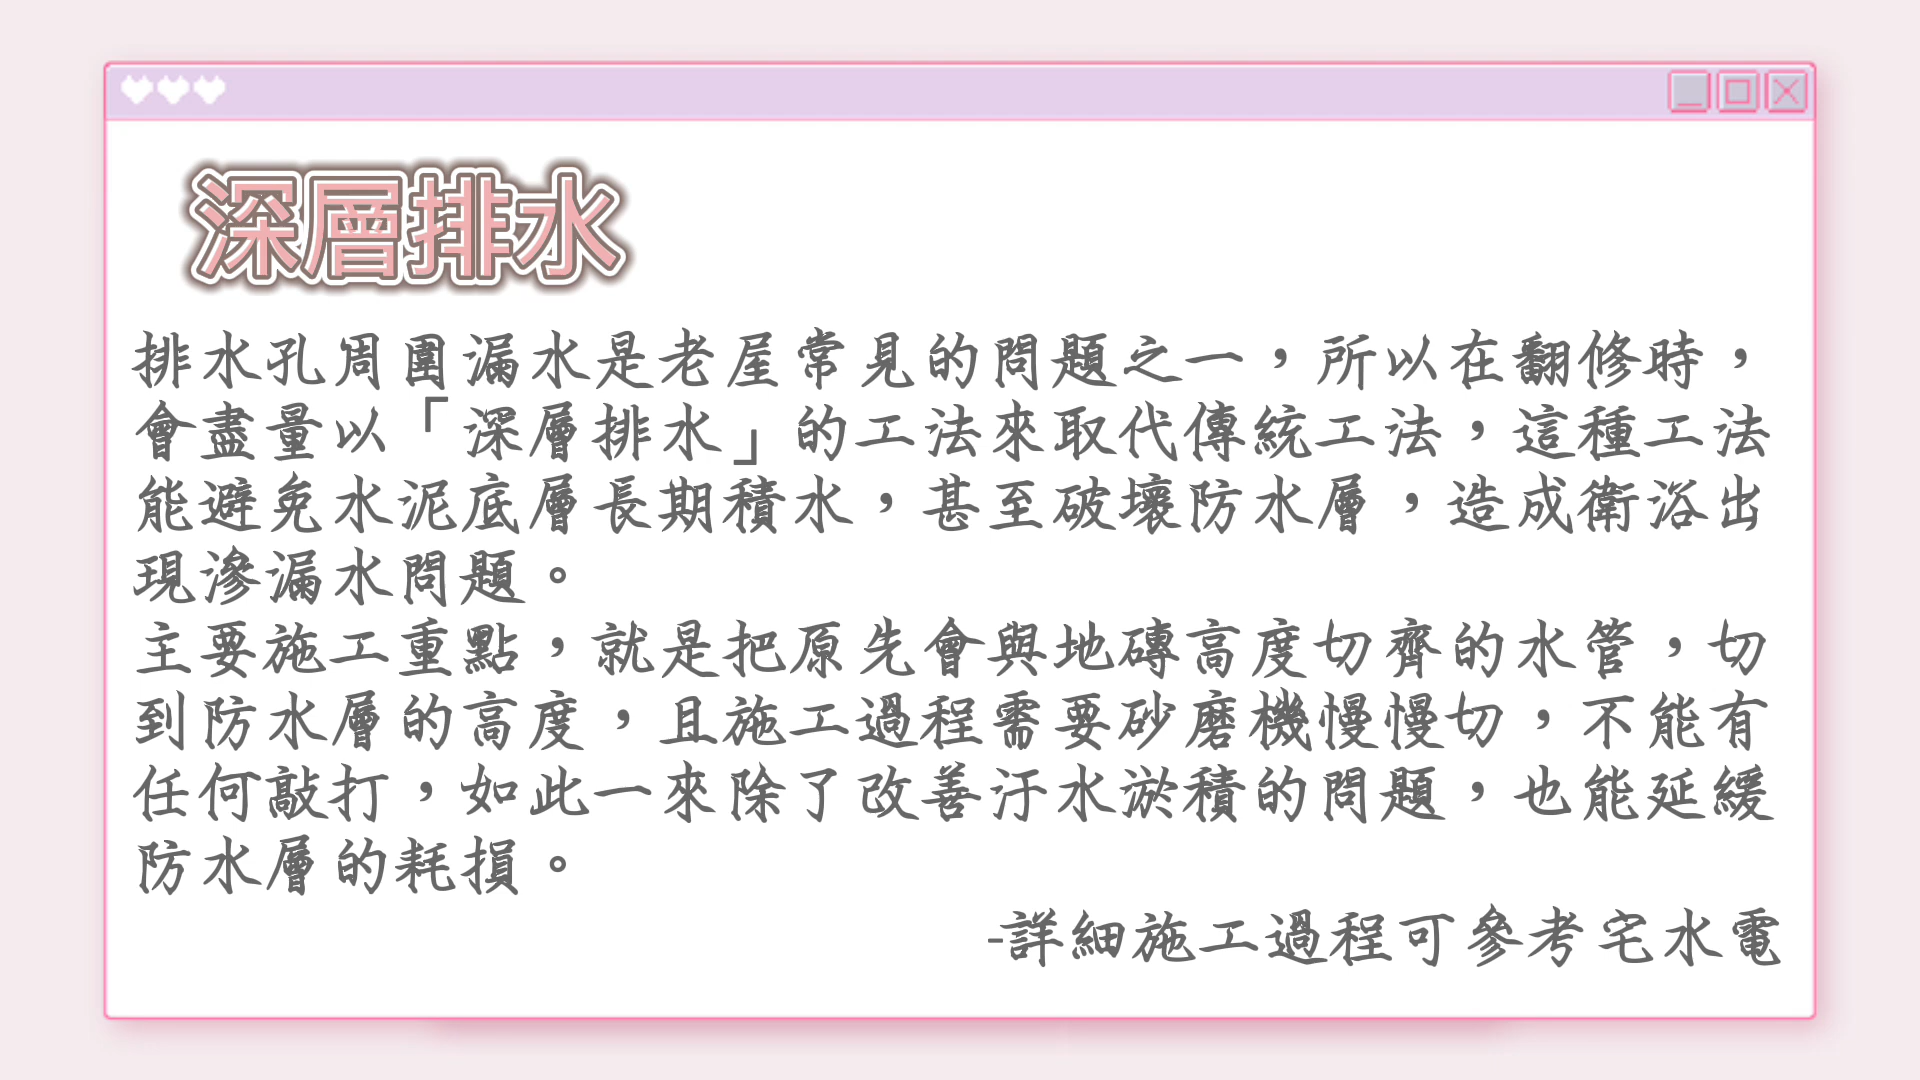 深層排水
排水孔周圍漏水是老屋常見的問題之一，所以在翻修時，
會盡量以「深層排水」的工法來取代傳統工法，這種工法
能避免水泥底層長期積水，甚至破壞防水層，造成衛浴出
現滲漏水問題。
主要施工重點，就是把原先會與地磚高度切齊的水管，切
到防水層的高度，且施工過程需要砂磨機慢慢切，不能有
任何敲打，如此一來除了改善汙水淤積的問題，也能延緩
防水層的耗損。
-詳細施工過程可參考宅水電